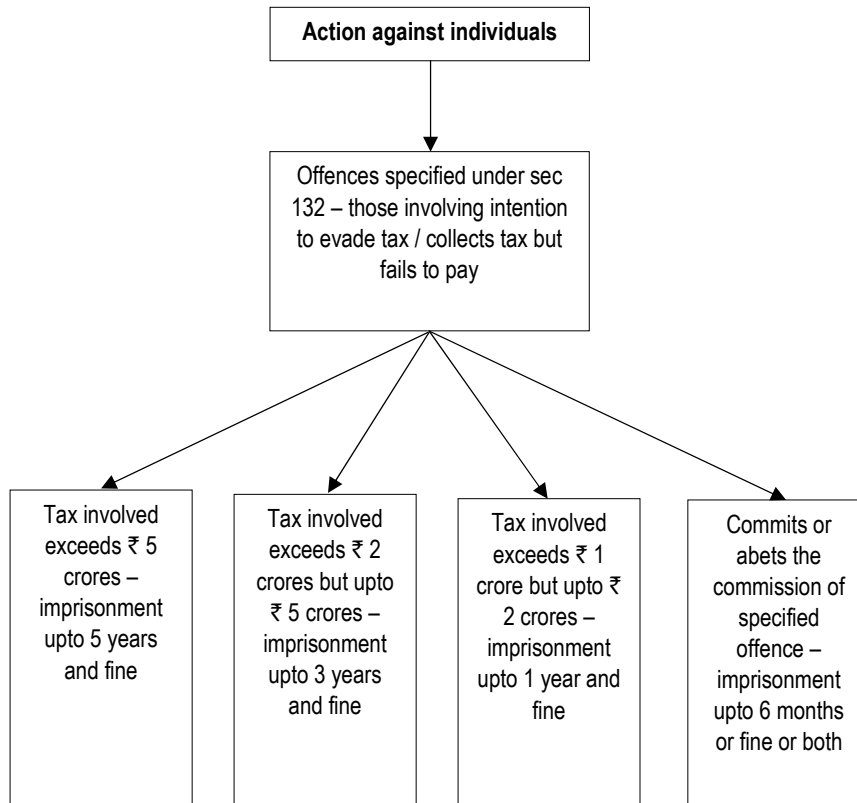 Action against individuals
Offences specified under sec
132 – those involving intention
to evade tax / collects tax but
fails to pay
Tax involved
exceeds ₹ 5
crores –
imprisonment
upto 5 years
and fine
Tax involved
exceeds ₹ 2
crores but upto
₹ 5 crores –
imprisonment
upto 3 years
and fine
Tax involved
exceeds ₹ 1
crore but upto ₹
2 crores –
imprisonment
upto 1 year and
fine
Commits or
abets the
commission of
specified
offence –
imprisonment
upto 6 months
or fine or both